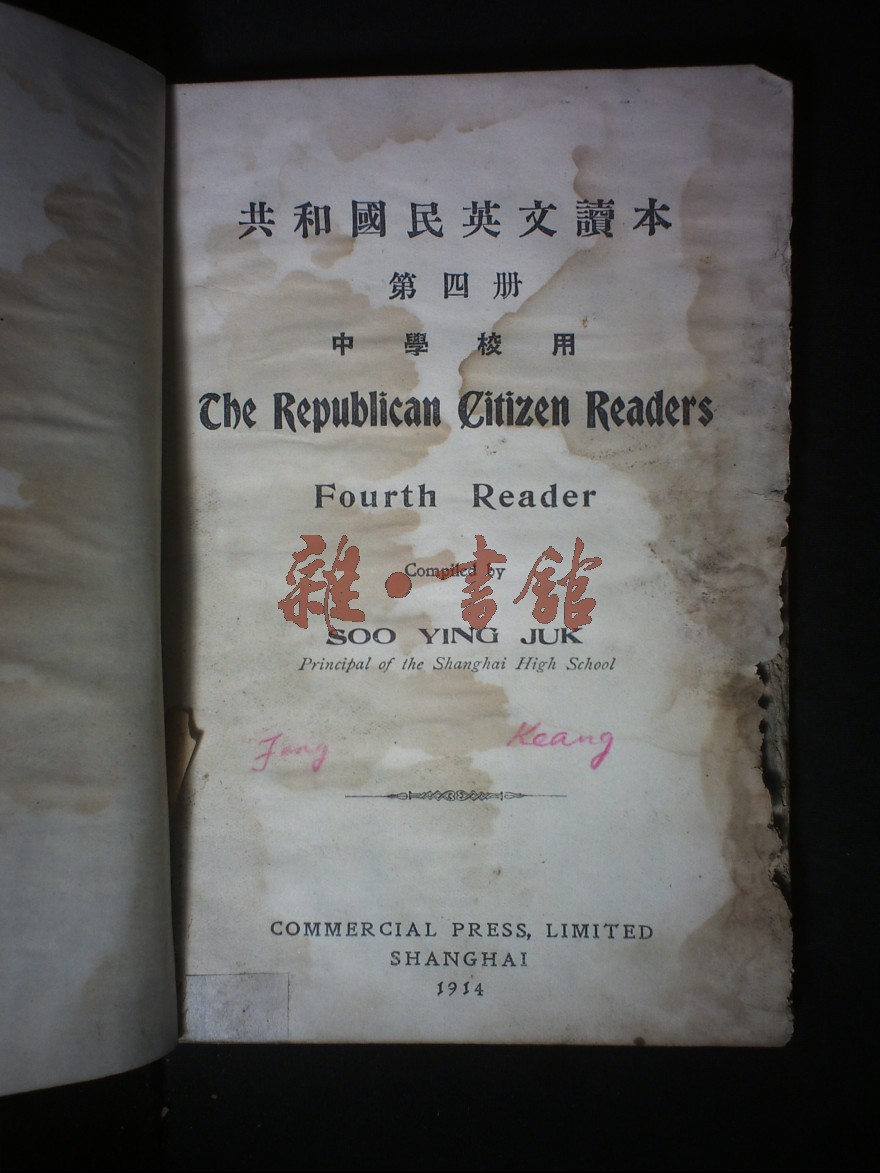 共和國民英文讀本
第四册
中學校用
The Republican Citizen Readers
Fourth Reader
Compiled by
雜·書館
SOO YING JUK
Principal of the Shanghai High School
Fong Keang
COMMERCIAL PRESS, LIMITED
SHANGHAI
1914